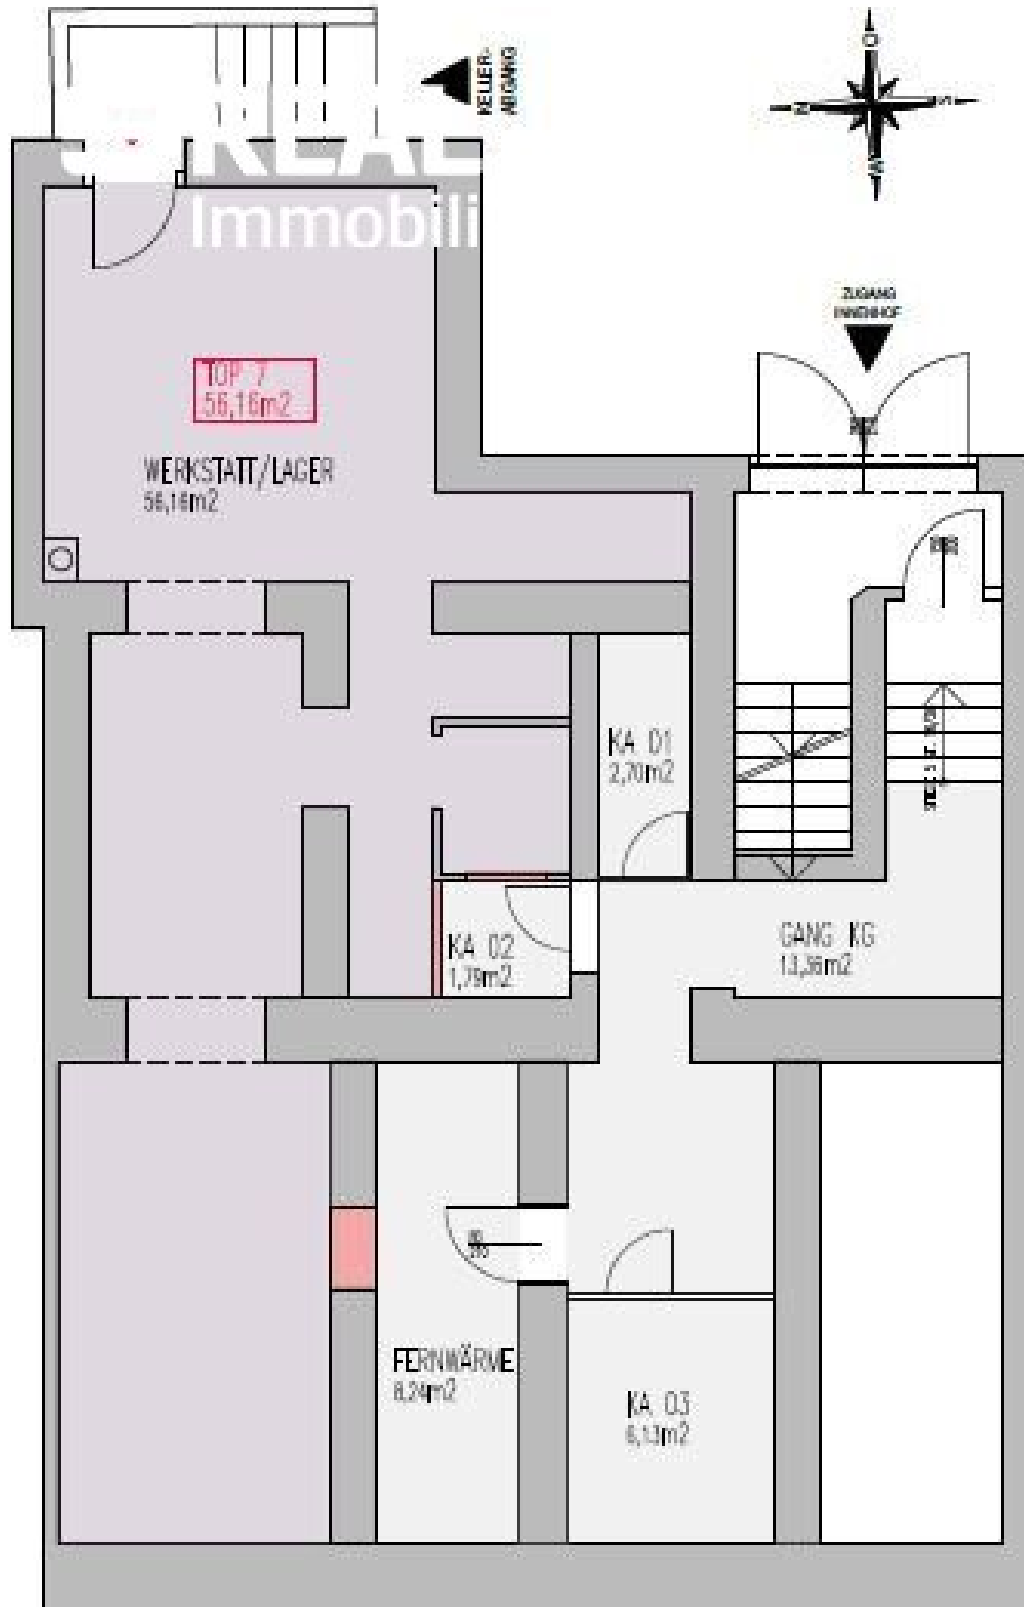 KELLER-
ABGANG
O
N
S
W
REAL
Immobili
ZUGANG
INNENHOF
TOP 7
56,16m2
WERKSTATT/LAGER
56,16m2
KA 01
2,70m2
KA 02
1,79m2
GANG KG
13,36m2
FERNWÄRME
8,24m2
KA 03
6,13m2